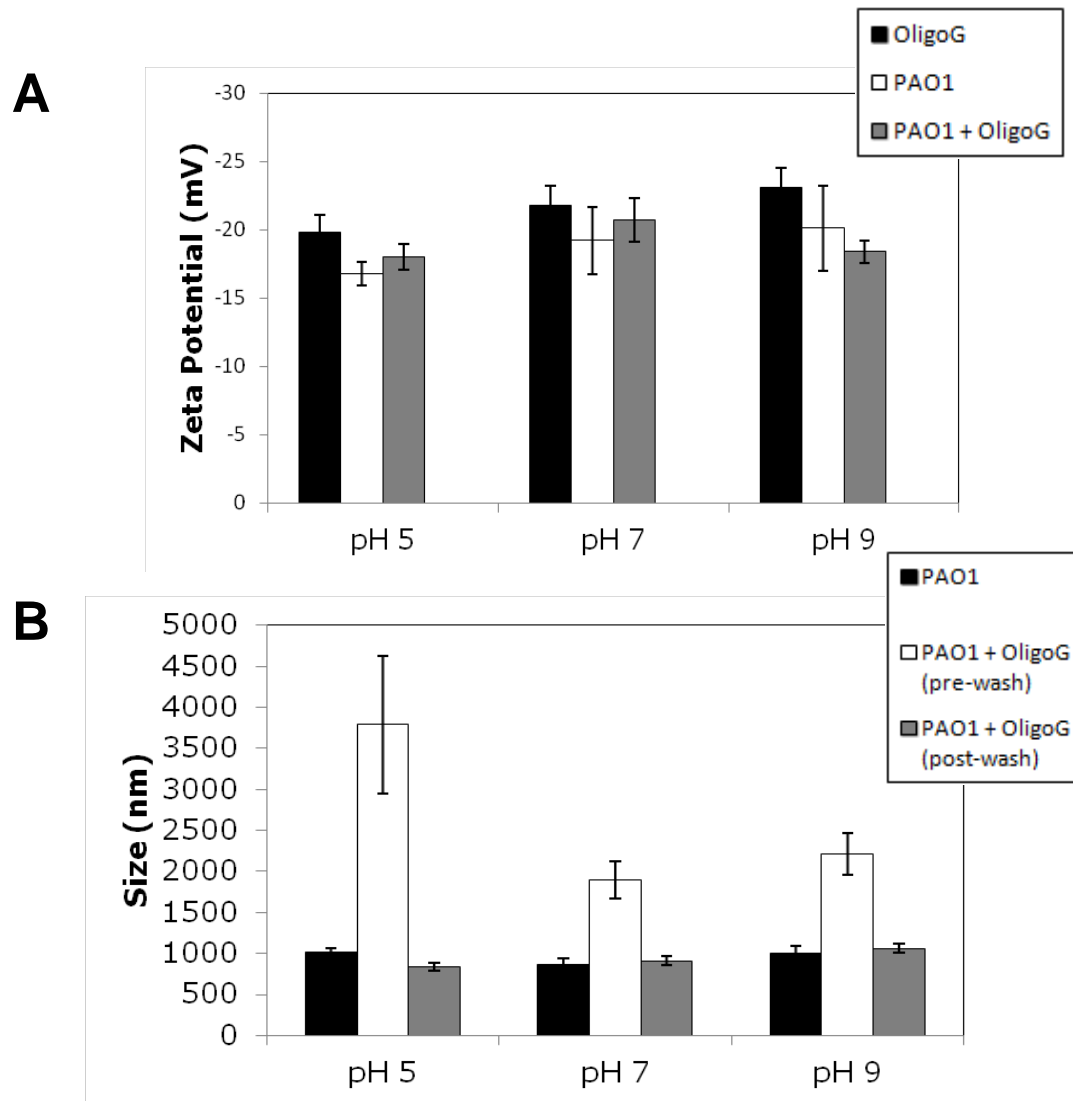 A
OligoG
PAO1
PAO1 + OligoG
Zeta Potential (mV)
-30
-25
-20
-15
-10
-5
0
pH 5 pH 7 pH 9
B
PAO1
PAO1 + OligoG
(pre-wash)
PAO1 + OligoG
(post-wash)
Size (nm)
5000
4500
4000
3500
3000
2500
2000
1500
1000
500
0
pH 5 pH 7 pH 9